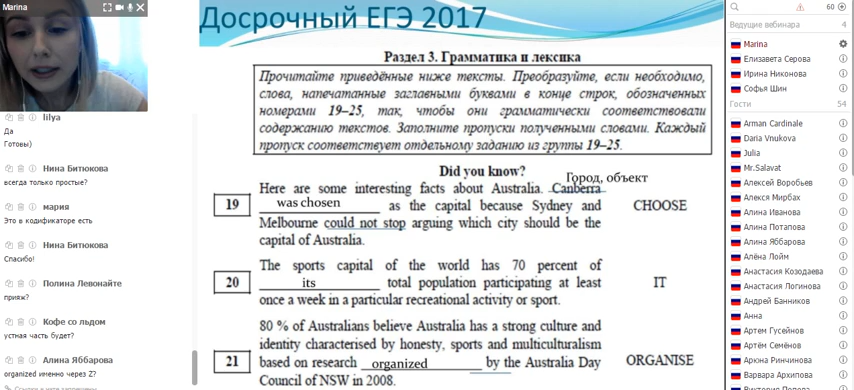 Marina
lilya
Да
Готовы)
Нина Битюкова
всегда только простые?
мария
Это в кодификаторе есть
Нина Битюкова
Спасибо!
Полина Левонайте
прияж?
Кофе со льдом
устная часть будет?
Алина Яббарова
organized именно через Z?
Досрочный ЕГЭ 2017
Раздел 3. Грамматика и лексика
Прочитайте приведённые ниже тексты. Преобразуйте, если необходимо,
слова, напечатанные заглавными буквами в конце строк, обозначенных
номерами 19–25, так, чтобы они грамматически соответствовали
содержанию текстов. Заполните пропуски полученными словами. Каждый
пропуск соответствует отдельному заданию из группы 19–25.
Did you know?
Город, объект
Here are some interesting facts about Australia. Canberra
19 was chosen as the capital because Sydney and CHOOSE
Melbourne could not stop arguing which city should be the
capital of Australia.
The sports capital of the world has 70 percent of
20 its total population participating at least IT
once a week in a particular recreational activity or sport.
80 % of Australians believe Australia has a strong culture and
identity characterised by honesty, sports and multiculturalism
21 based on research organized by the Australia Day ORGANISE
Council of NSW in 2008.
60
Ведущие вебинара 4
Marina
Елизавета Серова
Ирина Никонова
Софья Шин
Гости 54
Arman Cardinale
Daria Vnukova
Julia
Mr.Salavat
Алексей Воробьев
Алекся Мирбах
Алина Иванова
Алина Потапова
Алина Яббарова
Алёна Лойм
Анастасия Козодаева
Анастасия Логинова
Андрей Банников
Анна
Артем Гусейнов
Артём Семёнов
Аркюна Ринчинова
Варвара Архипова